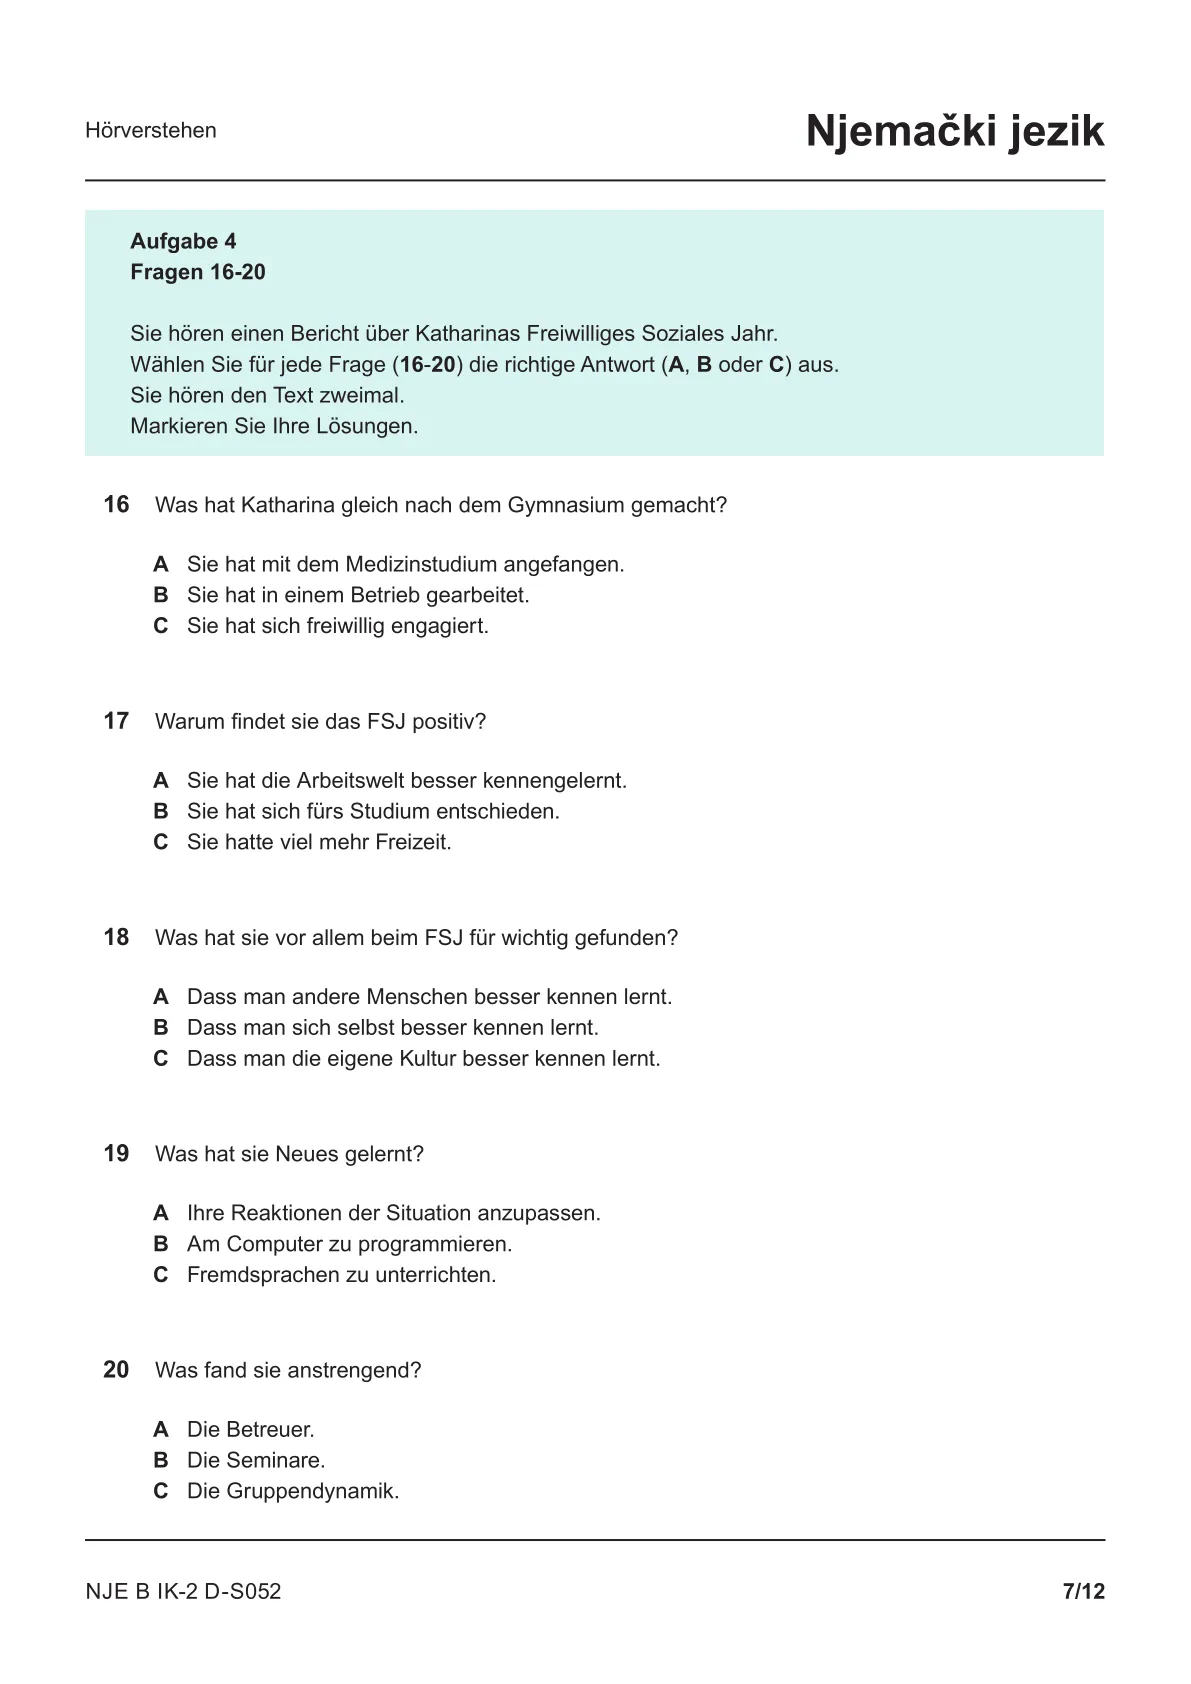 Hörverstehen
Njemački jezik
Aufgabe 4
Fragen 16-20
Sie hören einen Bericht über Katharinas Freiwilliges Soziales Jahr.
Wählen Sie für jede Frage (16-20) die richtige Antwort (A, B oder C) aus.
Sie hören den Text zweimal.
Markieren Sie Ihre Lösungen.
16 Was hat Katharina gleich nach dem Gymnasium gemacht?
A Sie hat mit dem Medizinstudium angefangen.
B Sie hat in einem Betrieb gearbeitet.
C Sie hat sich freiwillig engagiert.
17 Warum findet sie das FSJ positiv?
A Sie hat die Arbeitswelt besser kennengelernt.
B Sie hat sich fürs Studium entschieden.
C Sie hatte viel mehr Freizeit.
18 Was hat sie vor allem beim FSJ für wichtig gefunden?
A Dass man andere Menschen besser kennen lernt.
B Dass man sich selbst besser kennen lernt.
C Dass man die eigene Kultur besser kennen lernt.
19 Was hat sie Neues gelernt?
A Ihre Reaktionen der Situation anzupassen.
B Am Computer zu programmieren.
C Fremdsprachen zu unterrichten.
20 Was fand sie anstrengend?
A Die Betreuer.
B Die Seminare.
C Die Gruppendynamik.
NJE B IK-2 D-S052
7/12